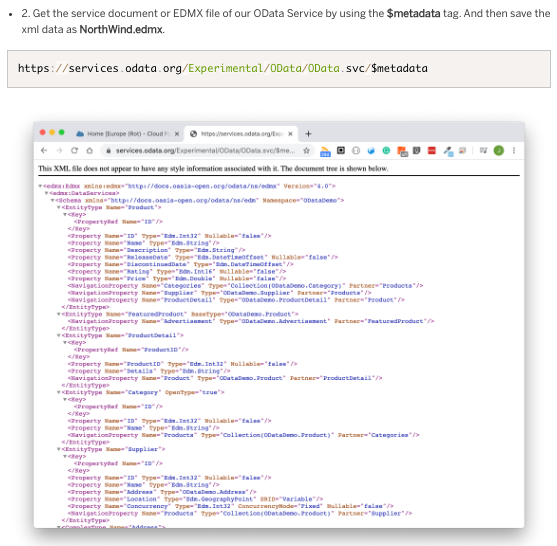 • 2. Get the service document or EDMX file of our OData Service by using the $metadata tag. And then save the
xml data as NorthWind.edmx.
https://services.odata.org/Experimental/OData/OData.svc/$metadata
Home [Europe (Rot) - Cloud F
https://services.odata.org/Expe
services.odata.org/Experimental/OData/OData.svc/$me...
This XML file does not appear to have any style information associated with it. The document tree is shown below.
▼<edmx:Edmx xmlns:edmx="http://docs.oasis-open.org/odata/ns/edmx" Version="4.0">
▼<edmx:DataServices>
▼<Schema xmlns="http://docs.oasis-open.org/odata/ns/edm" Namespace="ODataDemo">
▼<EntityType Name="Product">
▼<Key>
<PropertyRef Name="ID"/>
</Key>
<Property Name="ID" Type="Edm.Int32" Nullable="false"/>
<Property Name="Name" Type="Edm.String"/>
<Property Name="Description" Type="Edm.String"/>
<Property Name="ReleaseDate" Type="Edm.DateTimeOffset" Nullable="false"/>
<Property Name="DiscontinuedDate" Type="Edm.DateTimeOffset"/>
<Property Name="Rating" Type="Edm.Int16" Nullable="false"/>
<Property Name="Price" Type="Edm.Double" Nullable="false"/>
<NavigationProperty Name="Categories" Type="Collection(ODataDemo.Category)" Partner="Products"/>
<NavigationProperty Name="Supplier" Type="ODataDemo.Supplier" Partner="Products"/>
<NavigationProperty Name="ProductDetail" Type="ODataDemo.ProductDetail" Partner="Product"/>
</EntityType>
▼<EntityType Name="FeaturedProduct" BaseType="ODataDemo.Product">
<NavigationProperty Name="Advertisement" Type="ODataDemo.Advertisement" Partner="FeaturedProduct"/>
</EntityType>
▼<EntityType Name="ProductDetail">
▼<Key>
<PropertyRef Name="ProductID"/>
</Key>
<Property Name="ProductID" Type="Edm.Int32" Nullable="false"/>
<Property Name="Details" Type="Edm.String"/>
<NavigationProperty Name="Product" Type="ODataDemo.Product" Partner="ProductDetail"/>
</EntityType>
▼<EntityType Name="Category" OpenType="true">
▼<Key>
<PropertyRef Name="ID"/>
</Key>
<Property Name="ID" Type="Edm.Int32" Nullable="false"/>
<Property Name="Name" Type="Edm.String"/>
<NavigationProperty Name="Products" Type="Collection(ODataDemo.Product)" Partner="Categories"/>
</EntityType>
▼<EntityType Name="Supplier">
▼<Key>
<PropertyRef Name="ID"/>
</Key>
<Property Name="ID" Type="Edm.Int32" Nullable="false"/>
<Property Name="Name" Type="Edm.String"/>
<Property Name="Address" Type="ODataDemo.Address"/>
<Property Name="Location" Type="Edm.GeographyPoint" SRID="Variable"/>
<Property Name="Concurrency" Type="Edm.Int32" ConcurrencyMode="Fixed" Nullable="false"/>
<NavigationProperty Name="Products" Type="Collection(ODataDemo.Product)" Partner="Supplier"/>
</EntityType>
▼<ComplexType Name="Address">